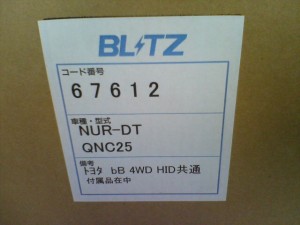 BLITZ
コード番号
67612
車種・型式
NUR-DT
QNC25
備考
ﾄﾖﾀ bB 4WD HID共通
付属品在中